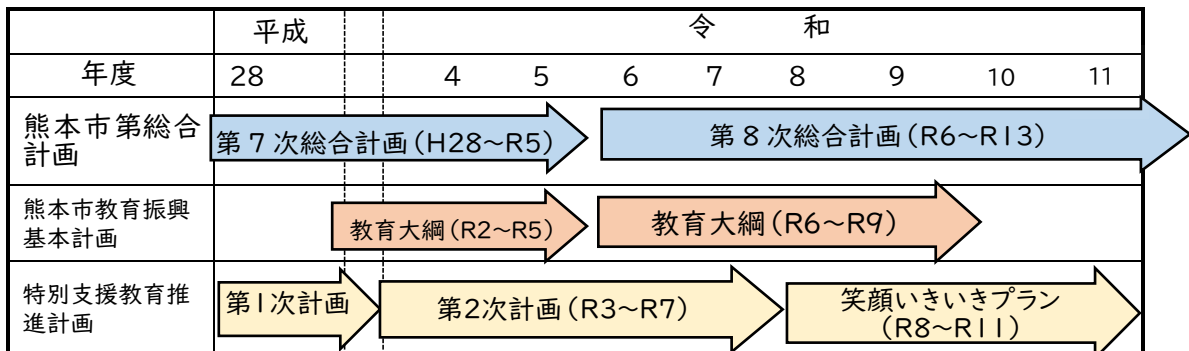 平成
令和
年度 28 4 5 6 7 8 9 10 11
熊本市第総合
計画
第7次総合計画(H28～R5)
第8次総合計画(R6～R13)
熊本市教育振興
基本計画
教育大綱(R2～R5)
教育大綱(R6～R9)
特別支援教育推
進計画
第1次計画
第2次計画(R3～R7)
笑顔いきいきプラン
(R8～R11)